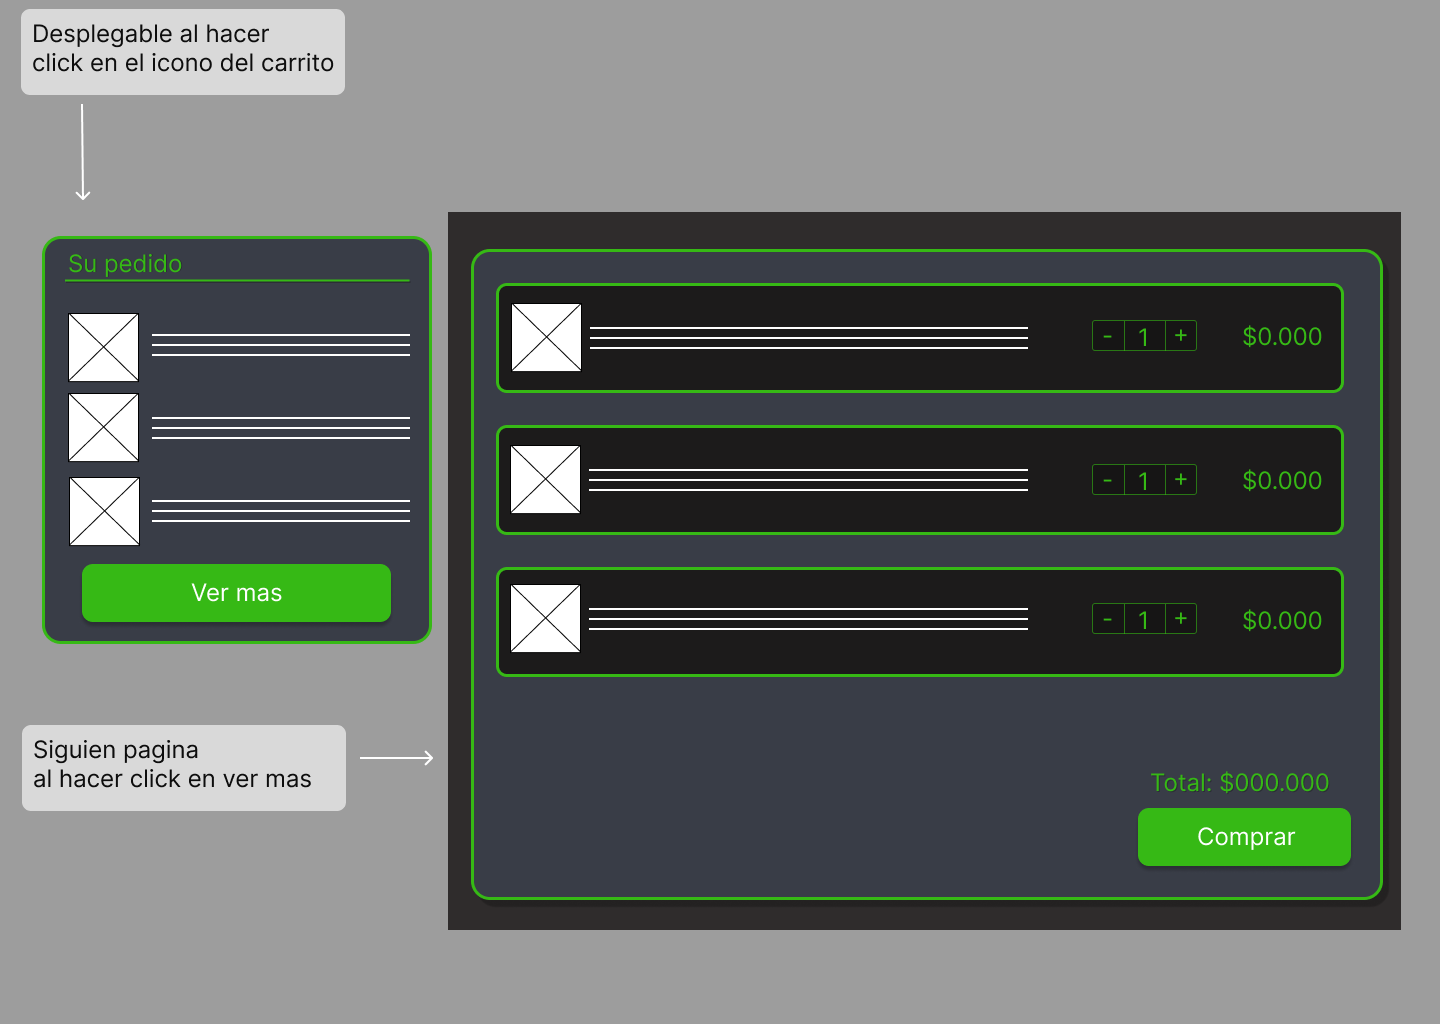 Desplegable al hacer
click en el icono del carrito
Su pedido
Ver mas
Siguien pagina
al hacer click en ver mas
- 1 + $0.000
- 1 + $0.000
- 1 + $0.000
Total: $000.000
Comprar